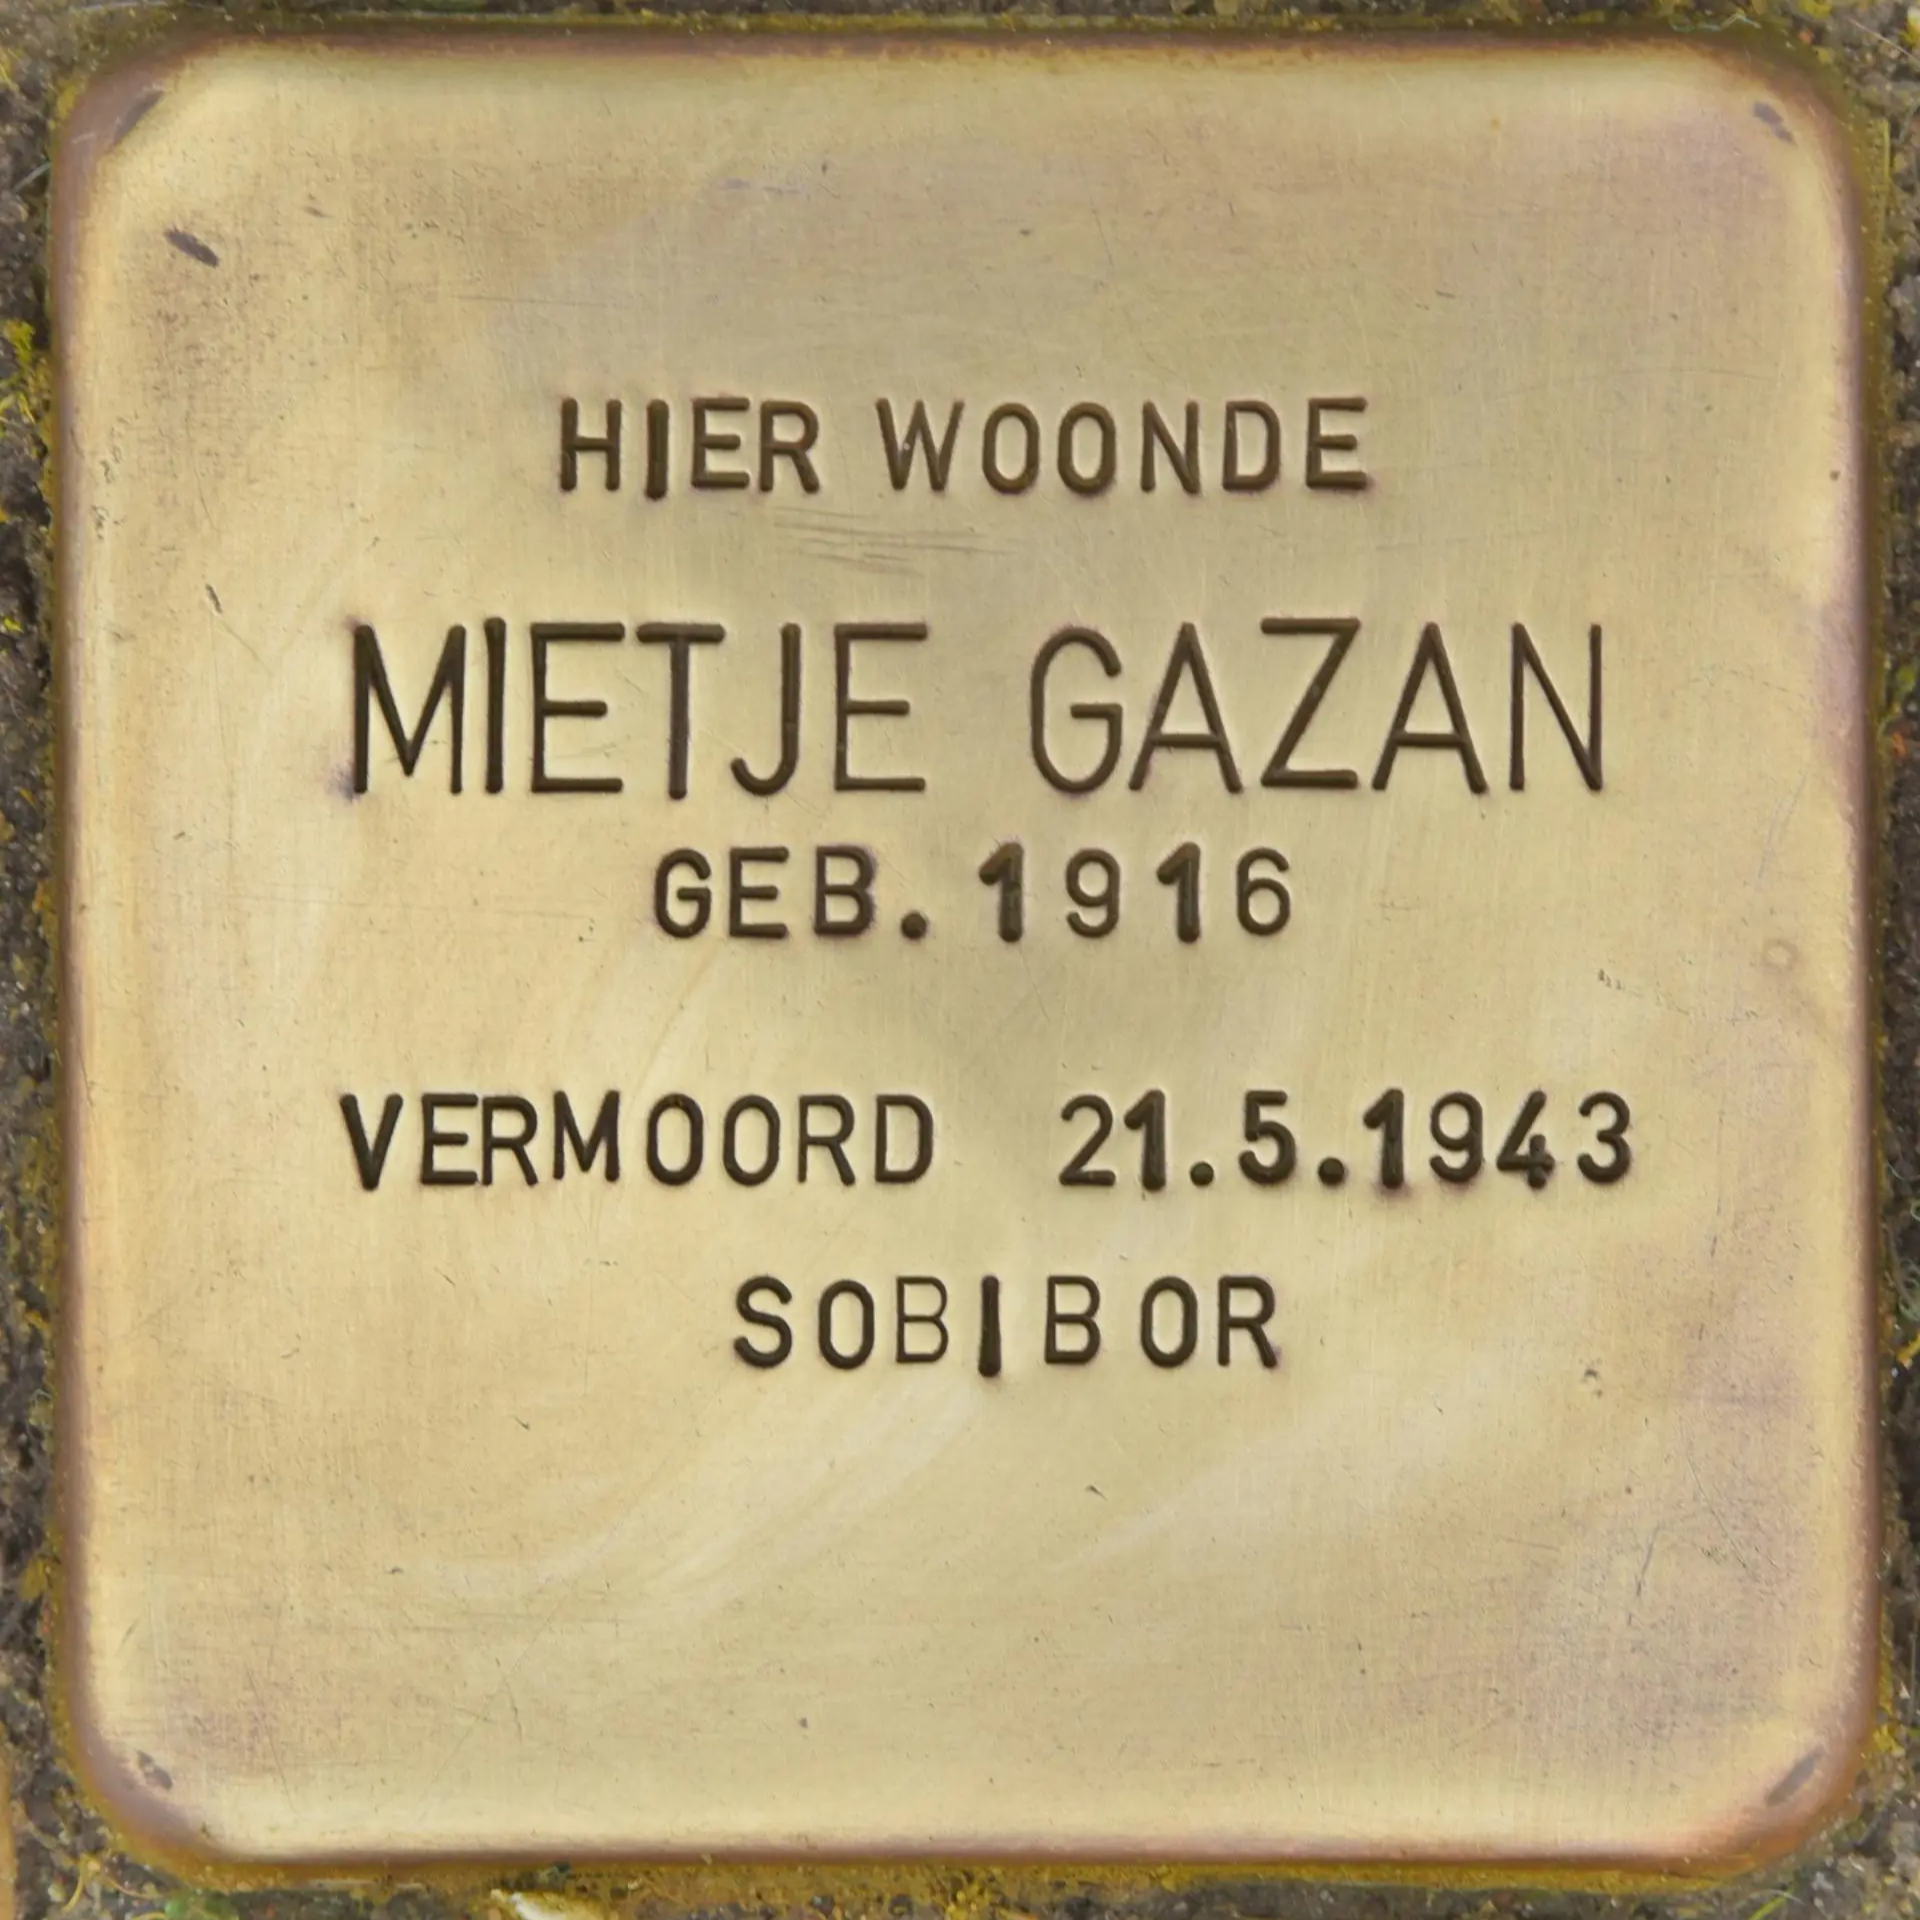 HIER WOONDE
MIETJE GAZAN
GEB. 1916
VERMOORD 21.5.1943
SOBIBOR